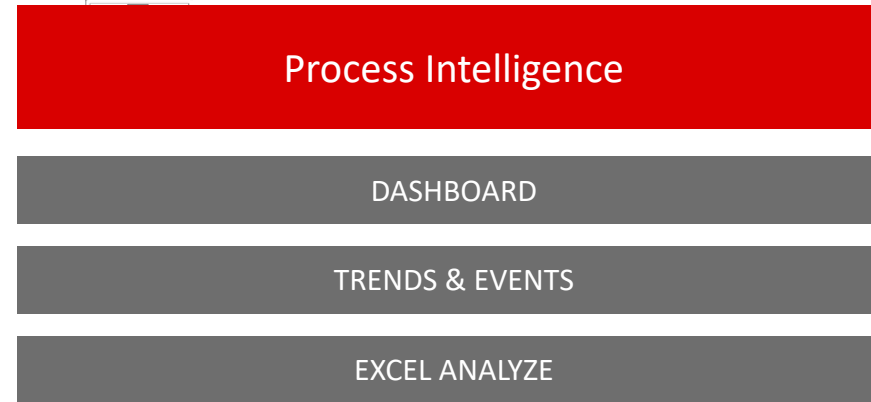 Process Intelligence
DASHBOARD
TRENDS & EVENTS
EXCEL ANALYZE